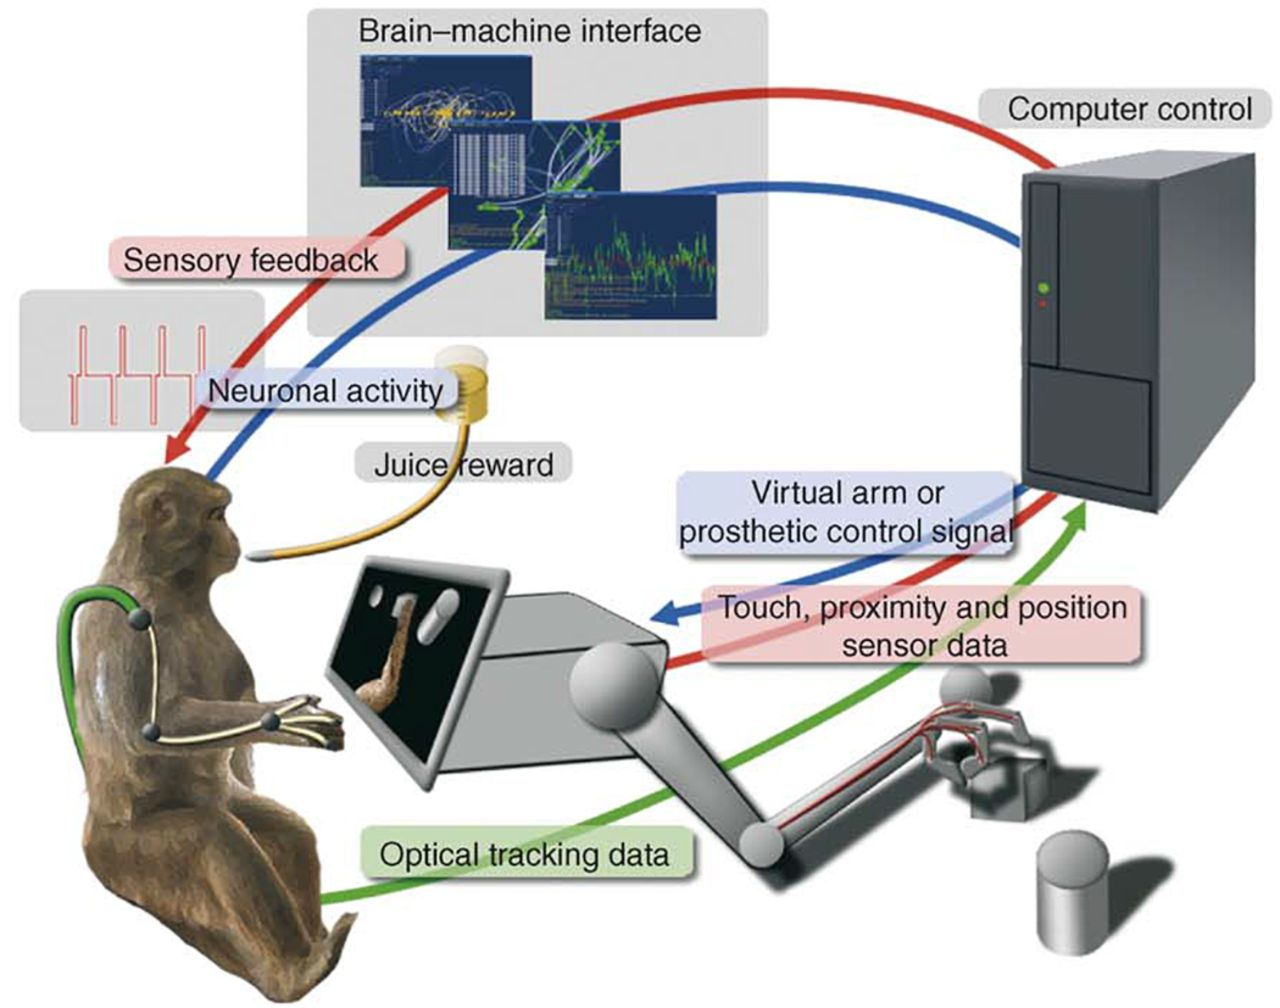 Brain–machine interface
Computer control
Sensory feedback
Neuronal activity
Juice reward
Virtual arm or
prosthetic control signal
Touch, proximity and position
sensor data
Optical tracking data